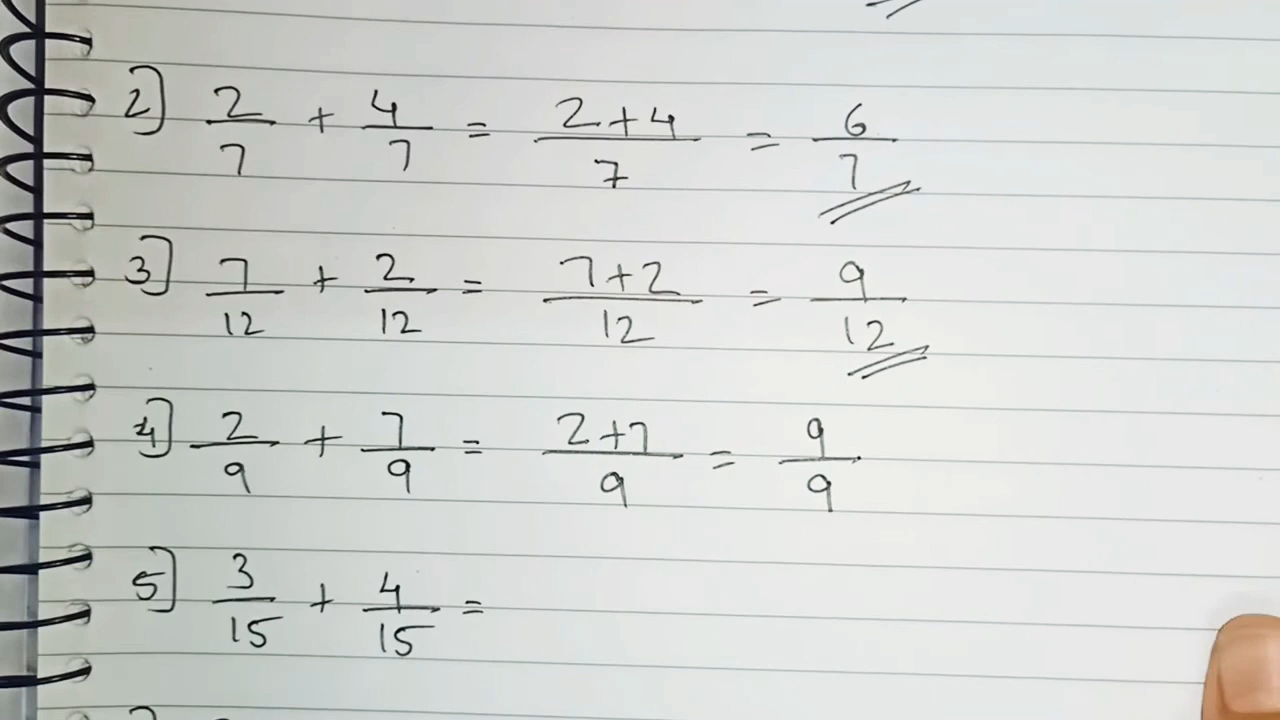 2] 2/7 + 4/7 = 2+4/7 = 6/7
3] 7/12 + 2/12 = 7+2/12 = 9/12
4] 2/9 + 7/9 = 2+7/9 = 9/9
5] 3/15 + 4/15 =